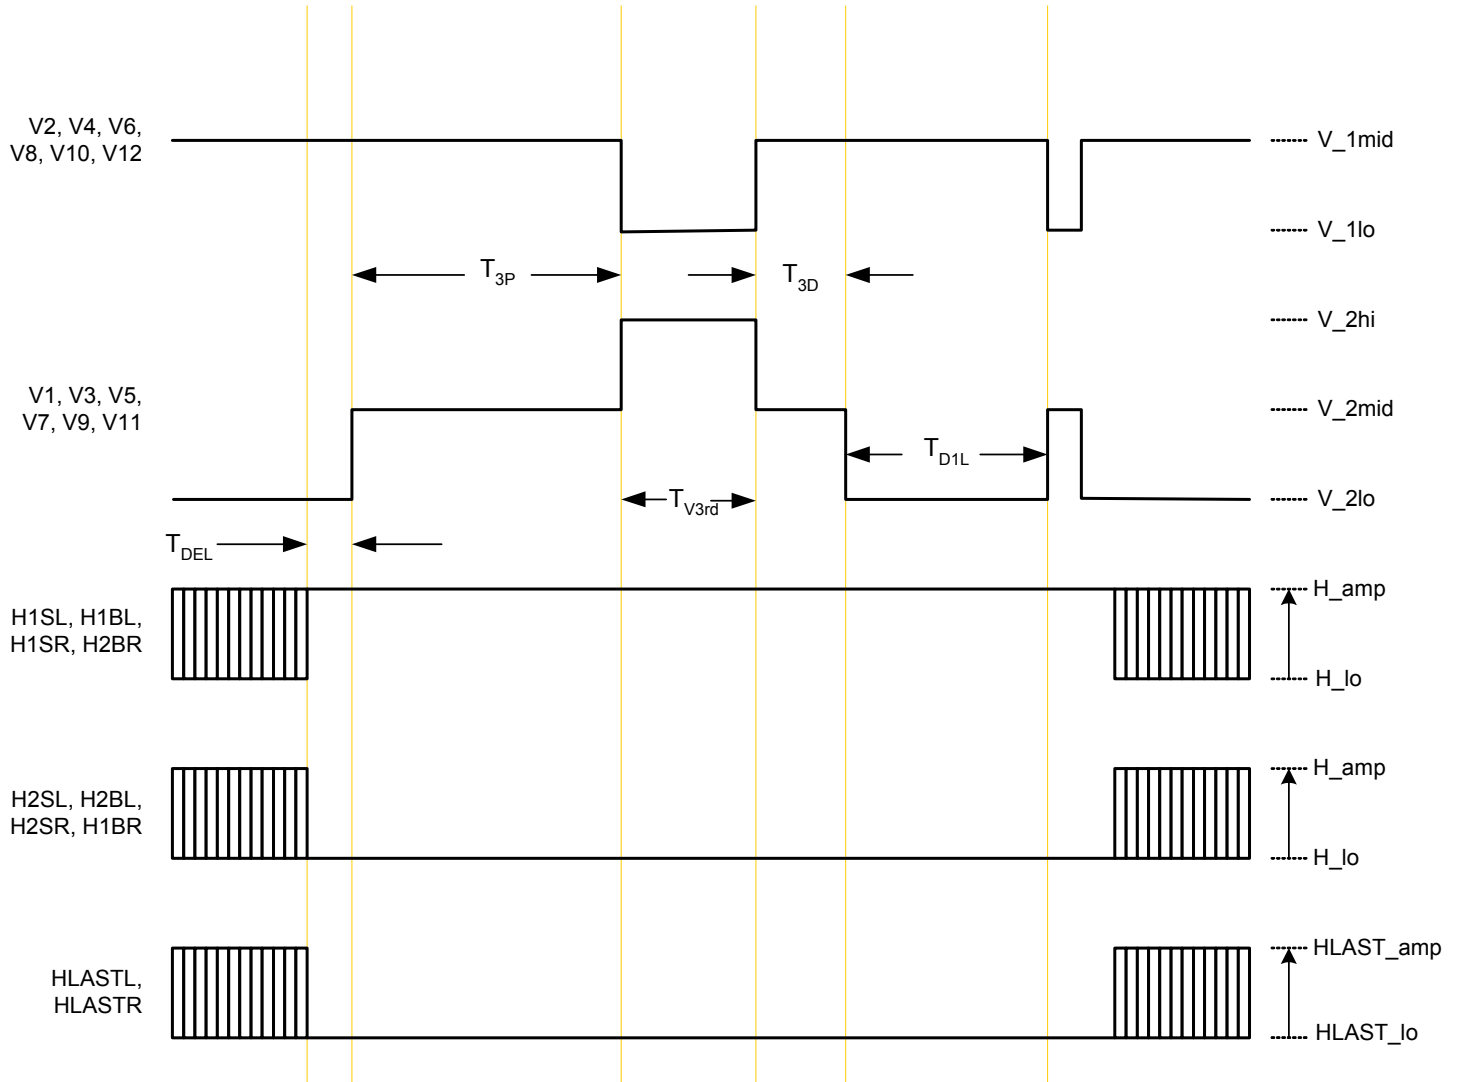 V2, V4, V6,
V8, V10, V12
V_1mid
V_1lo
T3P
T3D
V_2hi
V1, V3, V5,
V7, V9, V11
V_2mid
TD1L
TV3rd
V_2lo
TDEL
H1SL, H1BL,
H1SR, H2BR
H_amp
H_lo
H2SL, H2BL,
H2SR, H1BR
H_amp
H_lo
HLASTL,
HLASTR
HLAST_amp
HLAST_lo